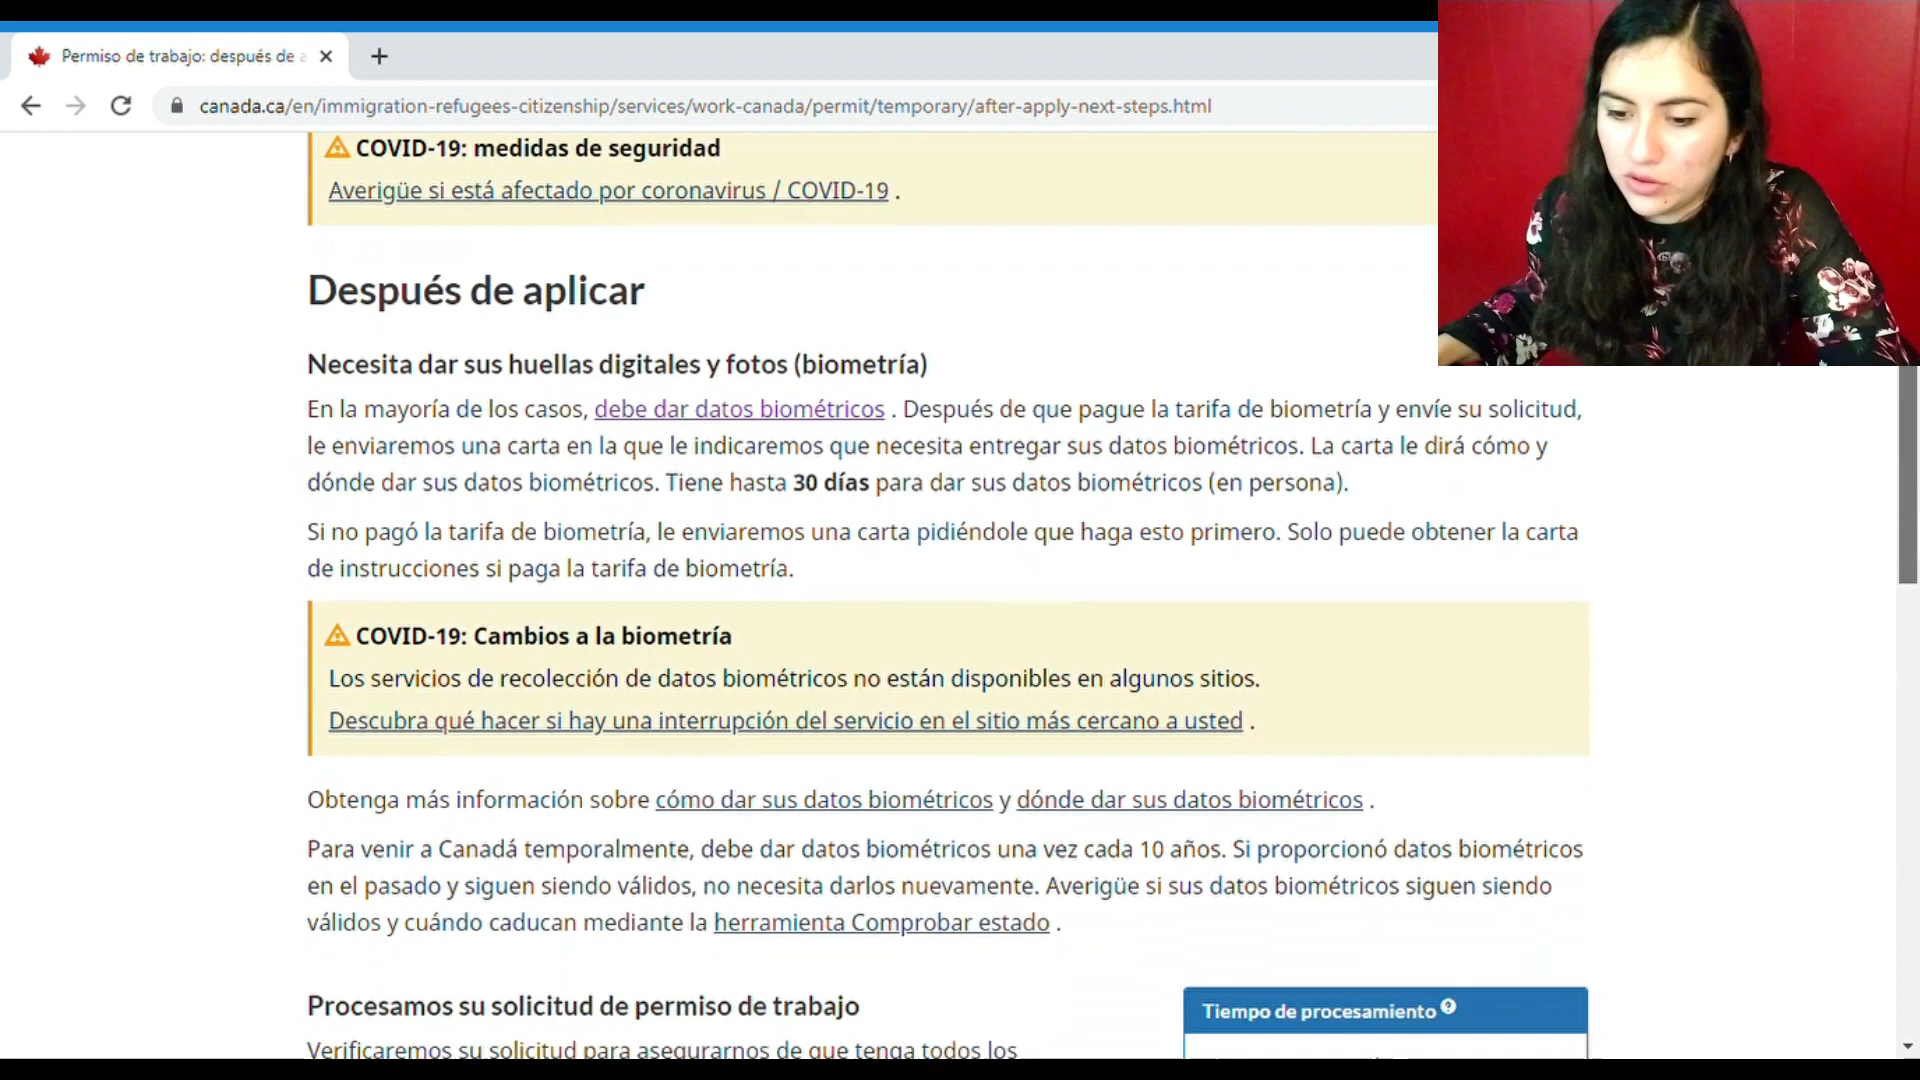 Permiso de trabajo: después de a
canada.ca/en/immigration-refugees-citizenship/services/work-canada/permit/temporary/after-apply-next-steps.html
COVID-19: medidas de seguridad
Averigüe si está afectado por coronavirus / COVID-19 .
Después de aplicar
Necesita dar sus huellas digitales y fotos (biometría)
En la mayoría de los casos, debe dar datos biométricos . Después de que pague la tarifa de biometría y envíe su solicitud,
le enviaremos una carta en la que le indicaremos que necesita entregar sus datos biométricos. La carta le dirá cómo y
dónde dar sus datos biométricos. Tiene hasta 30 días para dar sus datos biométricos (en persona).
Si no pagó la tarifa de biometría, le enviaremos una carta pidiéndole que haga esto primero. Solo puede obtener la carta
de instrucciones si paga la tarifa de biometría.
COVID-19: Cambios a la biometría
Los servicios de recolección de datos biométricos no están disponibles en algunos sitios.
Descubra qué hacer si hay una interrupción del servicio en el sitio más cercano a usted .
Obtenga más información sobre cómo dar sus datos biométricos y dónde dar sus datos biométricos .
Para venir a Canadá temporalmente, debe dar datos biométricos una vez cada 10 años. Si proporcionó datos biométricos
en el pasado y siguen siendo válidos, no necesita darlos nuevamente. Averigüe si sus datos biométricos siguen siendo
válidos y cuándo caducan mediante la herramienta Comprobar estado .
Procesamos su solicitud de permiso de trabajo
Tiempo de procesamiento ?
Verificaremos su solicitud para asegurarnos de que tenga todos los